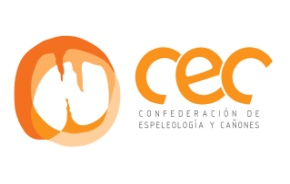 cec
CONFEDERACIÓN DE
ESPELEOLOGÍA Y CAÑONES